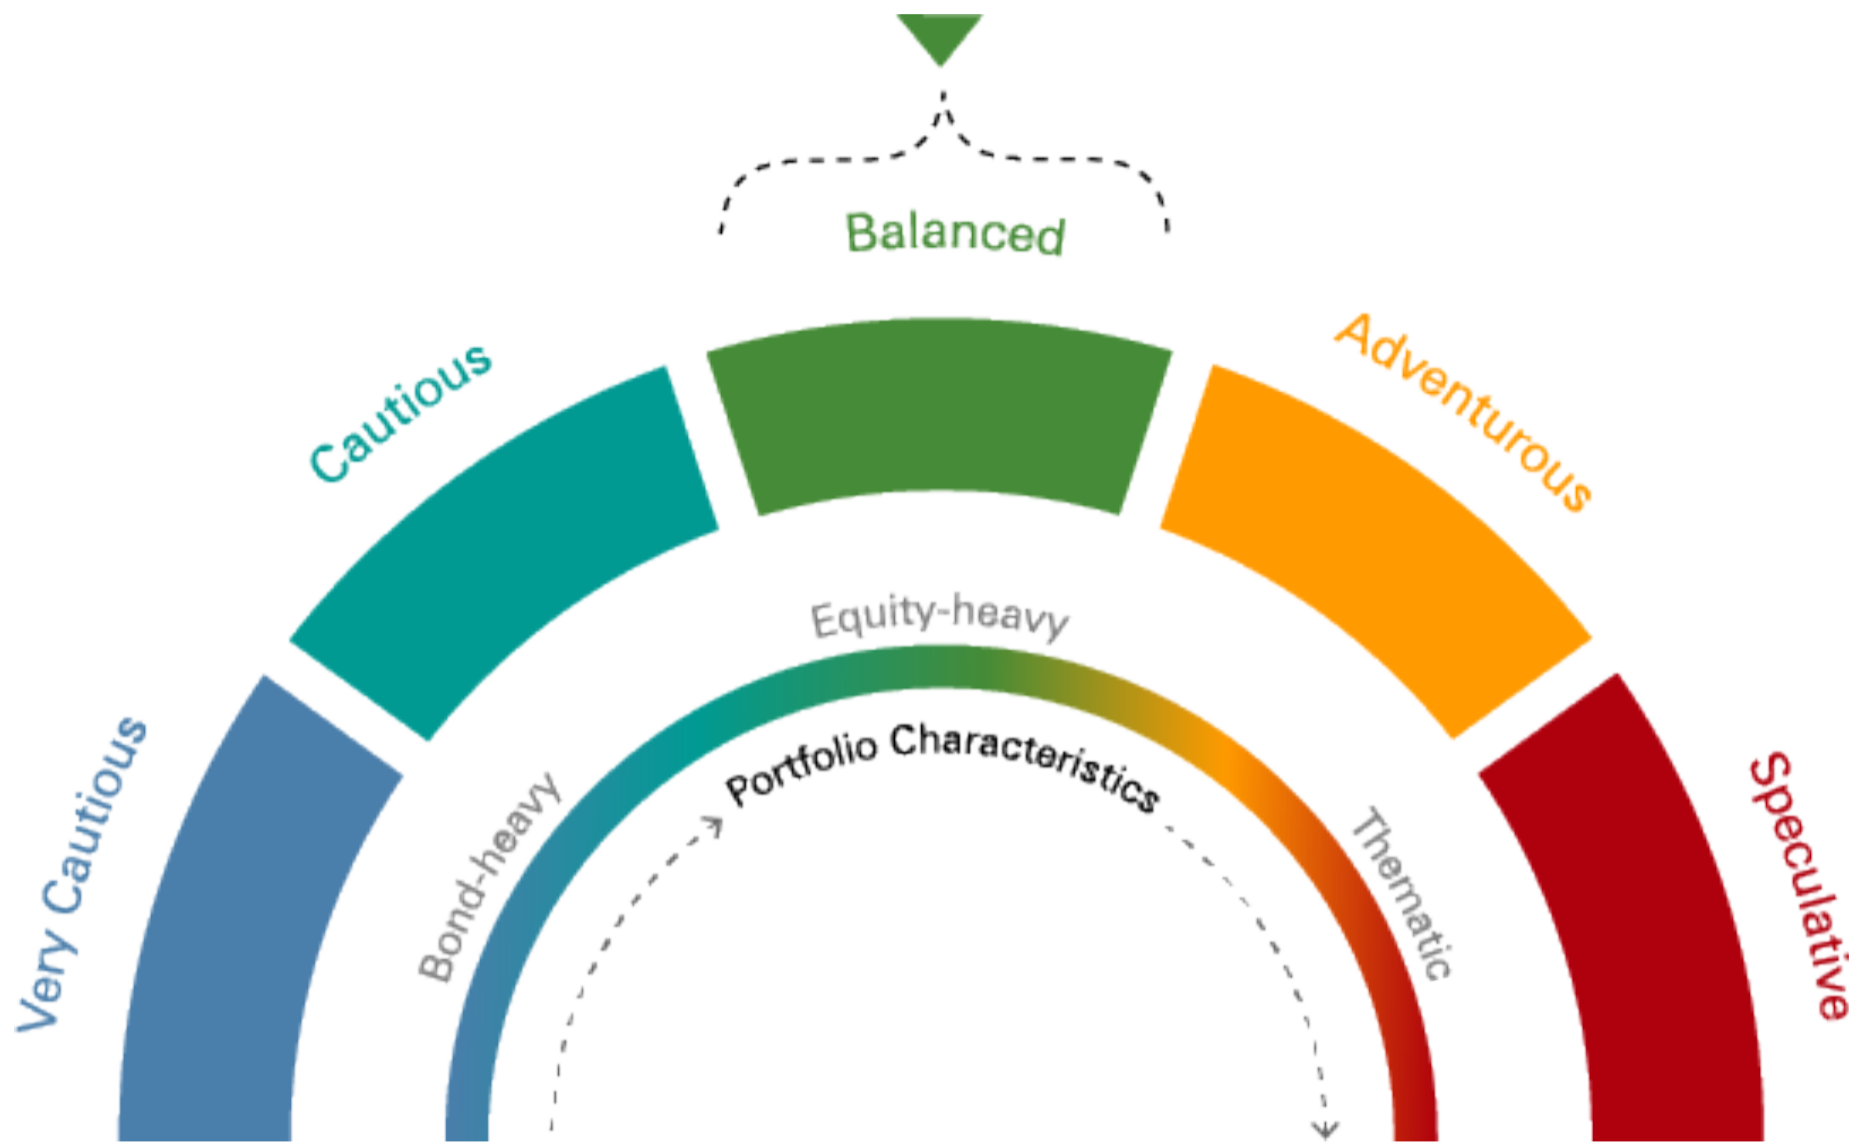 Balanced
Cautious
Adventurous
Very Cautious
Speculative
Equity-heavy
Bond-heavy
Thematic
Portfolio Characteristics